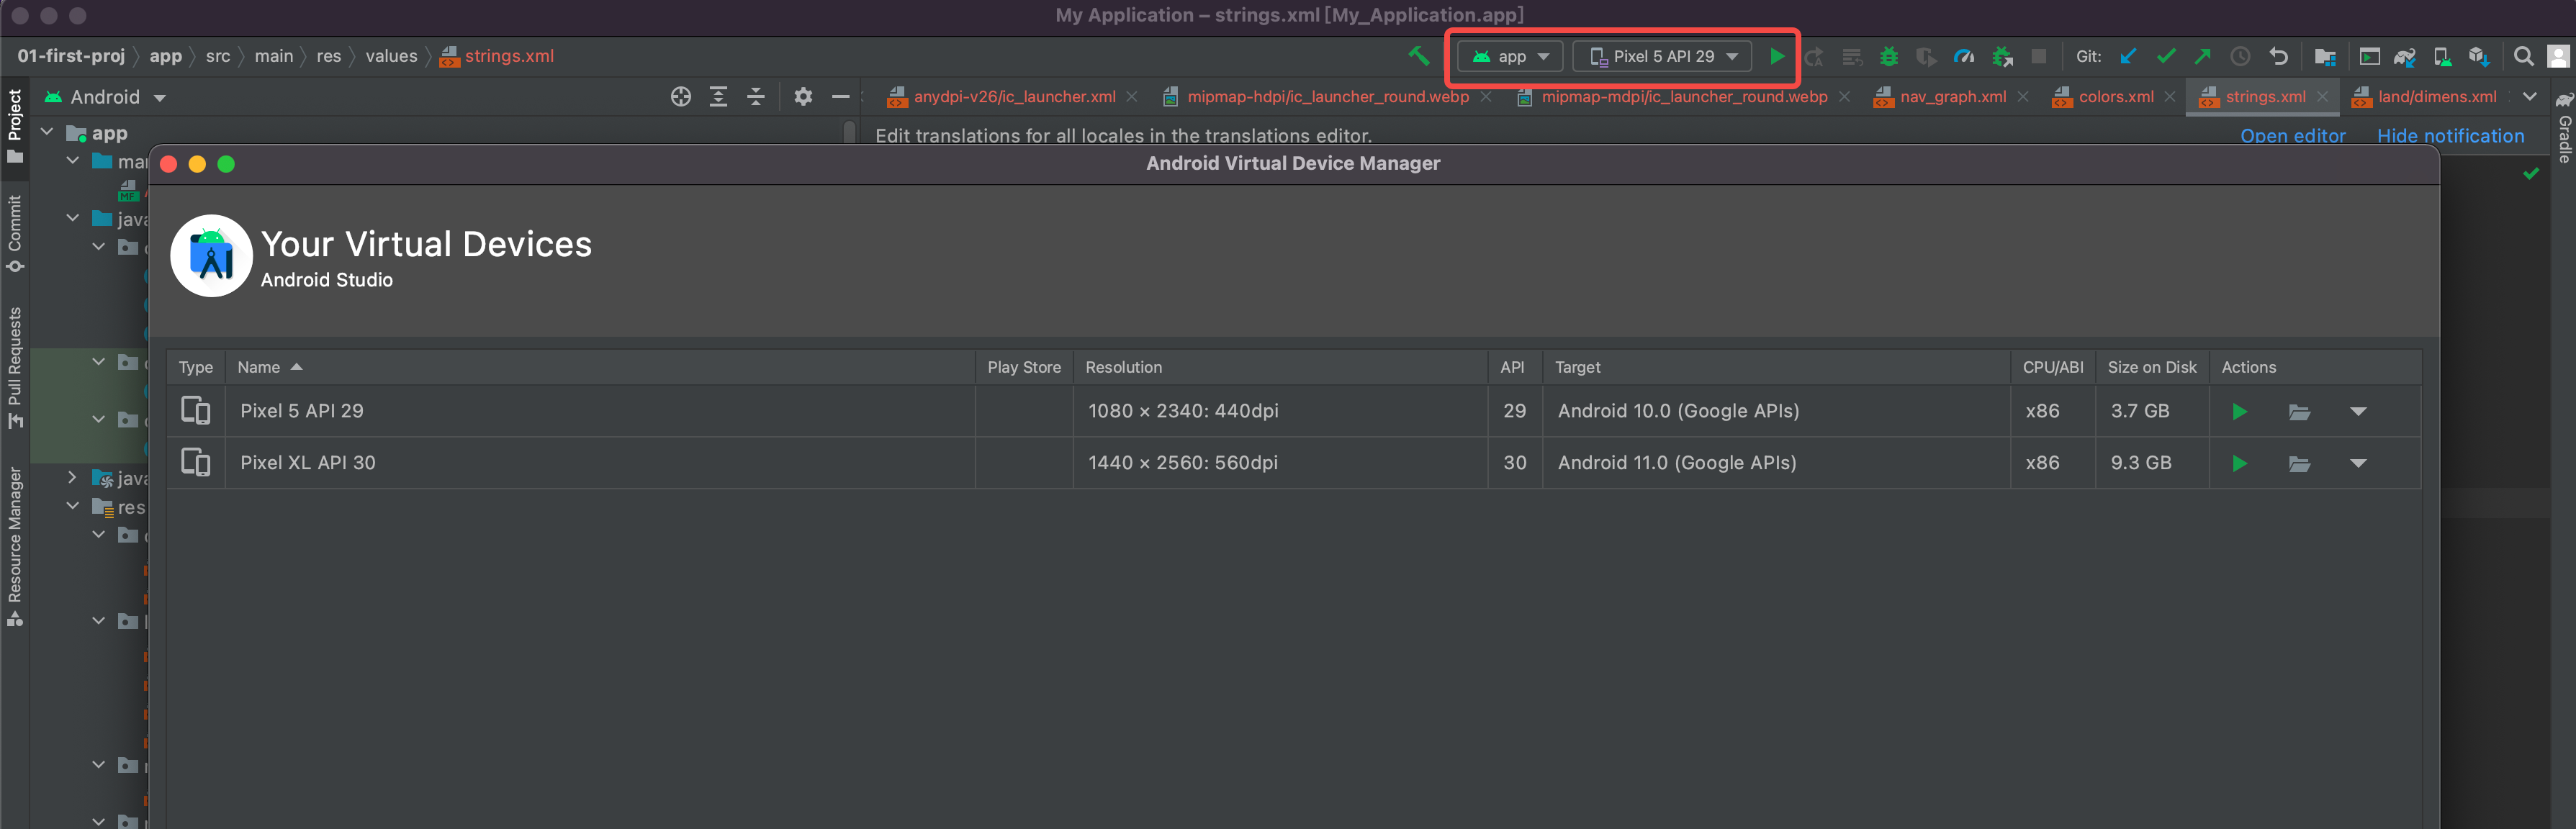 My Application – strings.xml [My_Application.app]
01-first-proj app src main res values strings.xml app Pixel 5 API 29 Git:
Android anydpi-v26/ic_launcher.xml mipmap-hdpi/ic_launcher_round.webp mipmap-mdpi/ic_launcher_round.webp nav_graph.xml colors.xml strings.xml land/dimens.xml
Edit translations for all locales in the translations editor. Open editor Hide notification
Project
Commit
Pull Requests
Resource Manager
Gradle
app
MF
java
java
res
Android Virtual Device Manager
Your Virtual Devices
Android Studio
Type Name Play Store Resolution API Target CPU/ABI Size on Disk Actions
Pixel 5 API 29 1080 × 2340: 440dpi 29 Android 10.0 (Google APIs) x86 3.7 GB
Pixel XL API 30 1440 × 2560: 560dpi 30 Android 11.0 (Google APIs) x86 9.3 GB